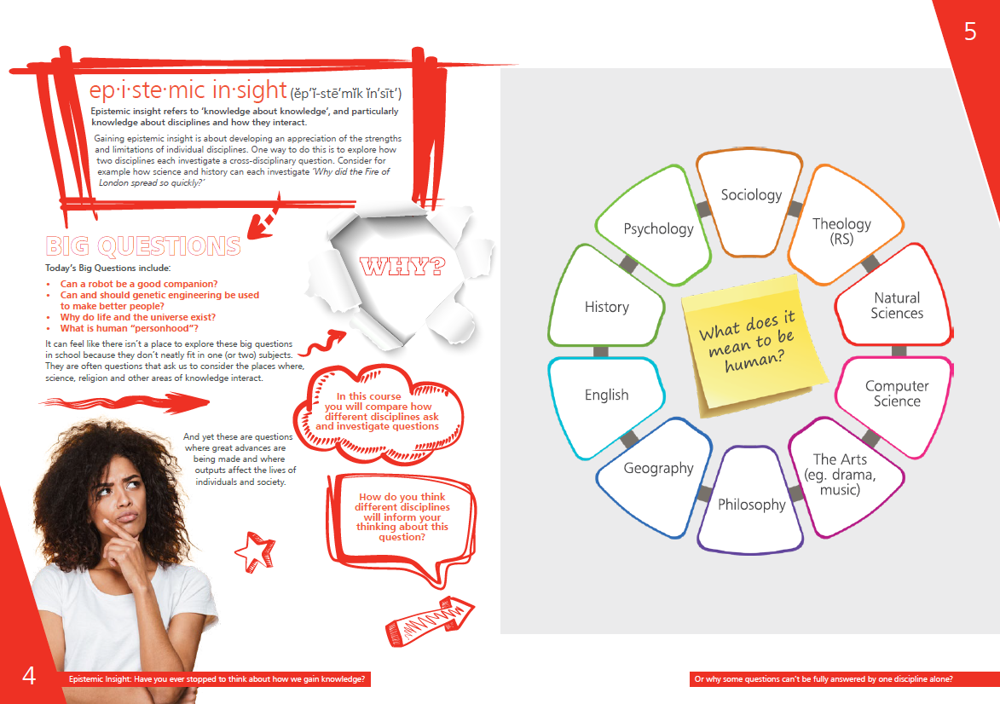 ep·i·ste·mic in·sight (ĕp'ĭ-stē'mĭk ĭn'sīt')
Epistemic insight refers to 'knowledge about knowledge', and particularly
knowledge about disciplines and how they interact.
Gaining epistemic insight is about developing an appreciation of the strengths
and limitations of individual disciplines. One way to do this is to explore how
two disciplines each investigate a cross-disciplinary question. Consider for
example how science and history can each investigate 'Why did the Fire of
London spread so quickly?'
BIG QUESTIONS
Today's Big Questions include:
• Can a robot be a good companion?
• Can and should genetic engineering be used
to make better people?
• Why do life and the universe exist?
• What is human "personhood"?
It can feel like there isn't a place to explore these big questions
in school because they don't neatly fit in one (or two) subjects.
They are often questions that ask us to consider the places where,
science, religion and other areas of knowledge interact.
WHY?
In this course
you will compare how
different disciplines ask
and investigate questions
And yet these are questions
where great advances are
being made and where
outputs affect the lives of
individuals and society.
How do you think
different disciplines
will inform your
thinking about this
question?
4
Epistemic Insight: Have you ever stopped to think about how we gain knowledge?
5
Sociology
Theology
(RS)
Natural
Sciences
Computer
Science
The Arts
(eg. drama,
music)
Philosophy
Geography
English
History
Psychology
What does it
mean to be
human?
Or why some questions can't be fully answered by one discipline alone?